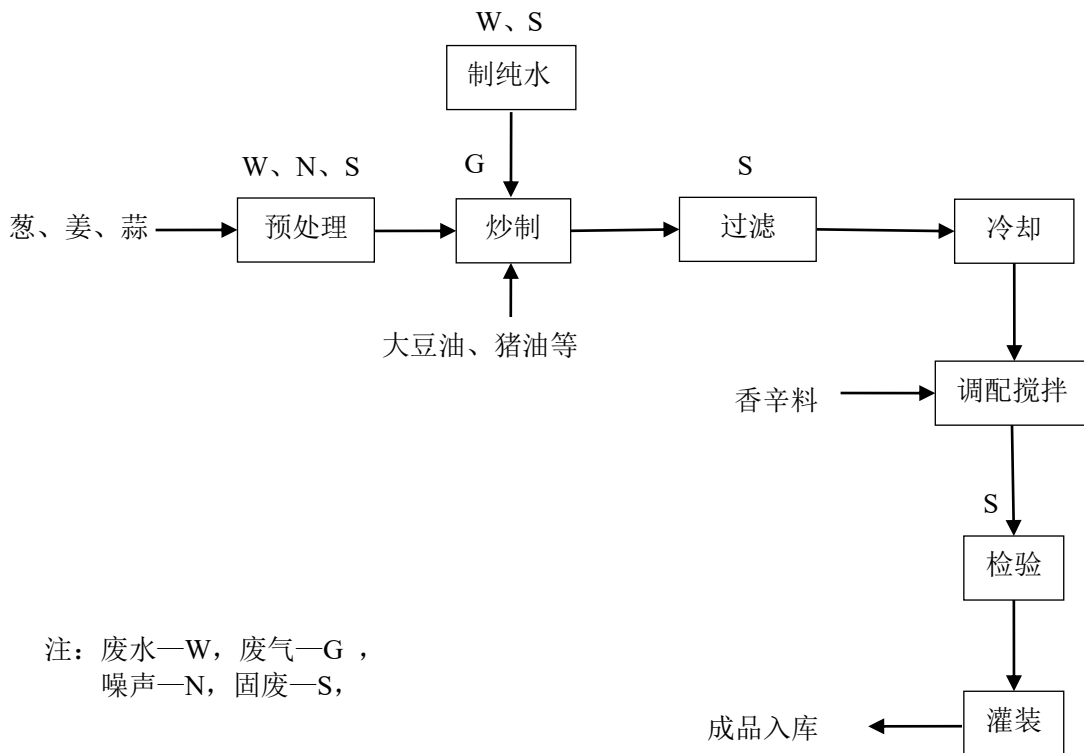 W、S
制纯水
W、N、S
G
S
葱、姜、蒜
预处理
炒制
过滤
冷却
大豆油、猪油等
香辛料
调配搅拌
S
检验
注：废水—W，废气—G ，
噪声—N，固废—S，
成品入库
灌装